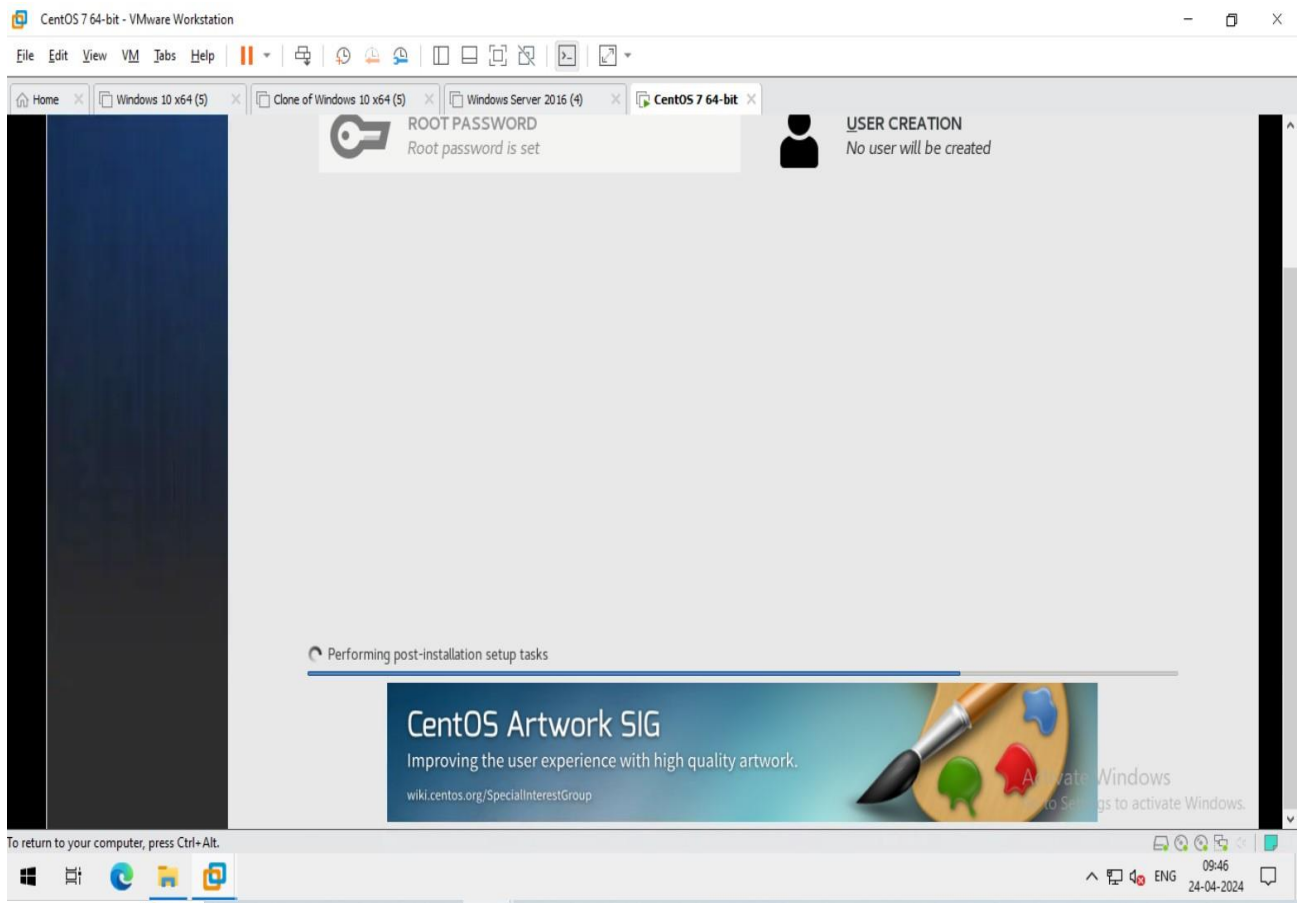 CentOS 7 64-bit - VMware Workstation
File Edit View VM Tabs Help
Home Windows 10 x64 (5) Clone of Windows 10 x64 (5) Windows Server 2016 (4) CentOS 7 64-bit
ROOT PASSWORD
Root password is set
USER CREATION
No user will be created
Performing post-installation setup tasks
CentOS Artwork SIG
Improving the user experience with high quality artwork.
wiki.centos.org/SpecialInterestGroup
Activate Windows
Go to Settings to activate Windows.
To return to your computer, press Ctrl+Alt.
ENG
09:46
24-04-2024